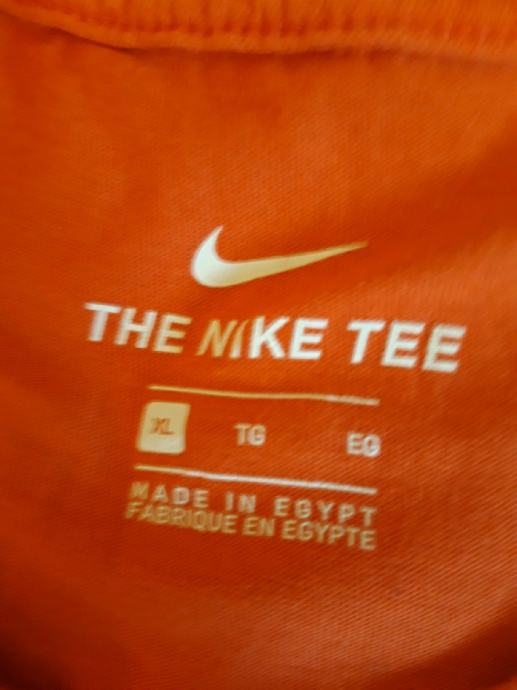 THE NIKE TEE
XL TG EG
MADE IN EGYPT
FABRIQUE EN EGYPTE